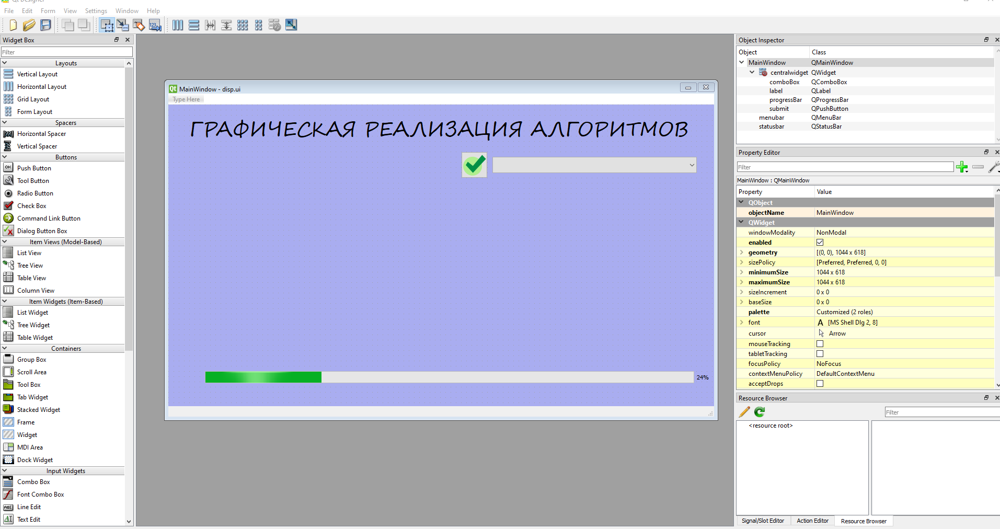 Qt Designer
File Edit Form View Settings Window Help
Widget Box
Filter
Layouts
Vertical Layout
Horizontal Layout
Grid Layout
Form Layout
Spacers
Horizontal Spacer
Vertical Spacer
Buttons
OK Push Button
Tool Button
Radio Button
Check Box
Command Link Button
Dialog Button Box
Item Views (Model-Based)
List View
Tree View
Table View
Column View
Item Widgets (Item-Based)
List Widget
Tree Widget
Table Widget
Containers
Group Box
Scroll Area
Tool Box
Tab Widget
Stacked Widget
Frame
Widget
MDI Area
Dock Widget
Input Widgets
Combo Box
Font Combo Box
ABI Line Edit
AI Text Edit
123
Qt MainWindow - disp.ui
Type Here
ГРАФИЧЕСКАЯ РЕАЛИЗАЦИЯ АЛГОРИТМОВ
24%
Object Inspector
Object Class
MainWindow QMainWindow
centralwidget QWidget
comboBox QComboBox
label QLabel
progressBar QProgressBar
submit QPushButton
menubar QMenuBar
statusbar QStatusBar
Property Editor
Filter
MainWindow : QMainWindow
Property Value
QObject
objectName MainWindow
QWidget
windowModality NonModal
enabled
geometry [(0, 0), 1044 x 618]
sizePolicy [Preferred, Preferred, 0, 0]
minimumSize 1044 x 618
maximumSize 1044 x 618
sizeIncrement 0 x 0
baseSize 0 x 0
palette Customized (2 roles)
font A [MS Shell Dlg 2, 8]
cursor Arrow
mouseTracking
tabletTracking
focusPolicy NoFocus
contextMenuPolicy DefaultContextMenu
acceptDrops
Resource Browser
Filter
<resource root>
Signal/Slot Editor Action Editor Resource Browser